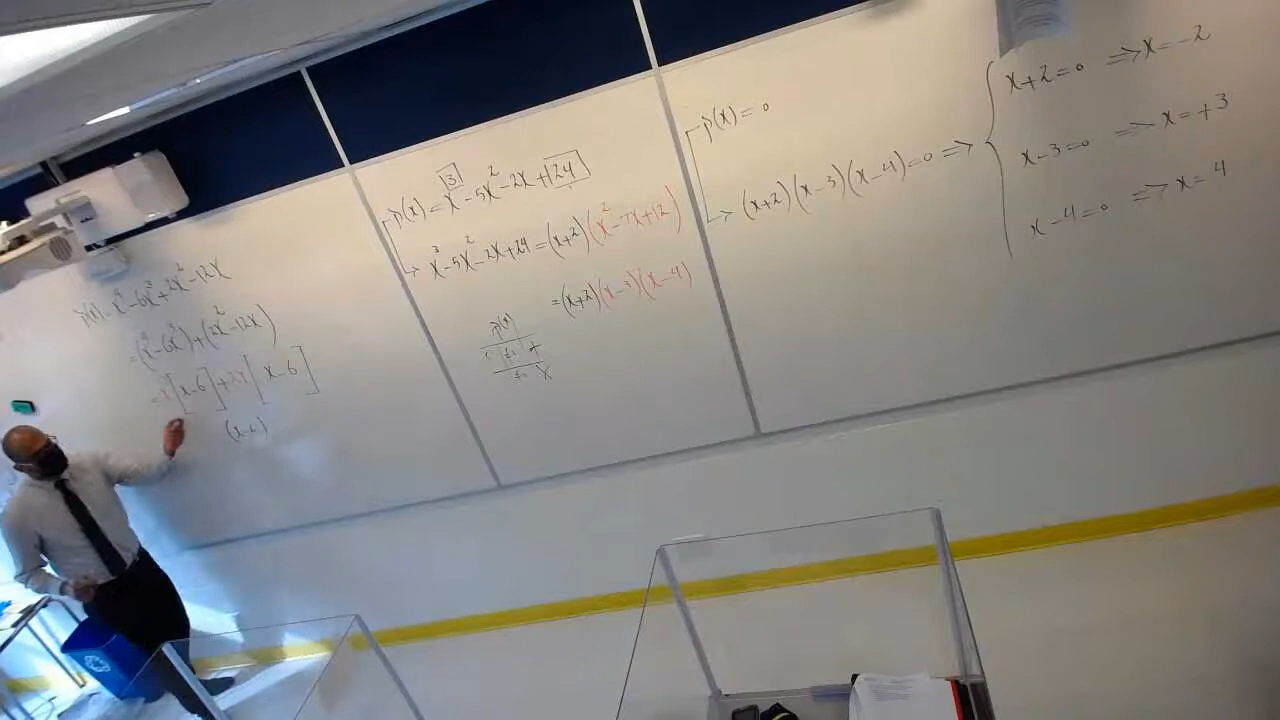 p(x) = x⁴ - 6x³ + 2x² - 12x
= (x⁴ - 6x³) + (2x² - 12x)
= x³[x-6] + 2x[x-6]
(x-6)
p(x) = x³ - 5x² - 2x + 24
x³ - 5x² - 2x + 24 = (x+2)(x² - 7x + 12)
= (x+2)(x-3)(x-4)
p(x) = 0
(x+2)(x-3)(x-4) = 0 ⟹
x+2=0 ⟹ x=-2
x-3=0 ⟹ x=+3
x-4=0 ⟹ x=4